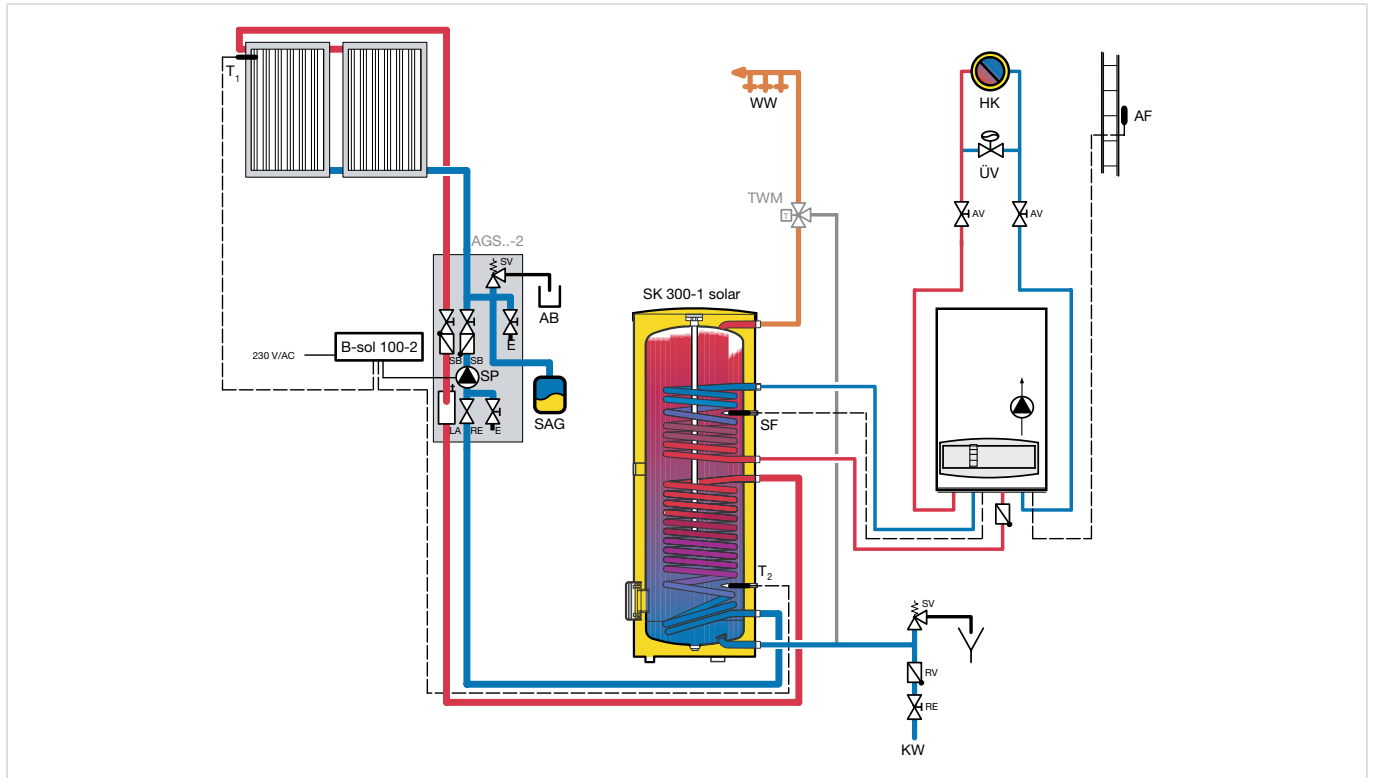 T1
WW
HK
AF
ÜV
TWM
T
AV
AV
AGS..-2
SV
AB
SK 300-1 solar
E
230 V/AC
B-sol 100-2
SB
SB
SP
SAG
SF
LA
RE
E
T2
SV
RV
RE
KW